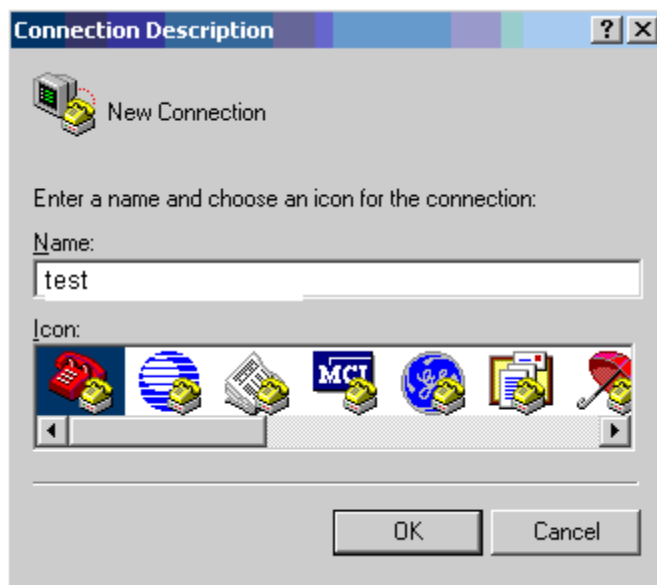 Connection Description
New Connection
Enter a name and choose an icon for the connection:
Name:
test
Icon:
MCI
OK Cancel